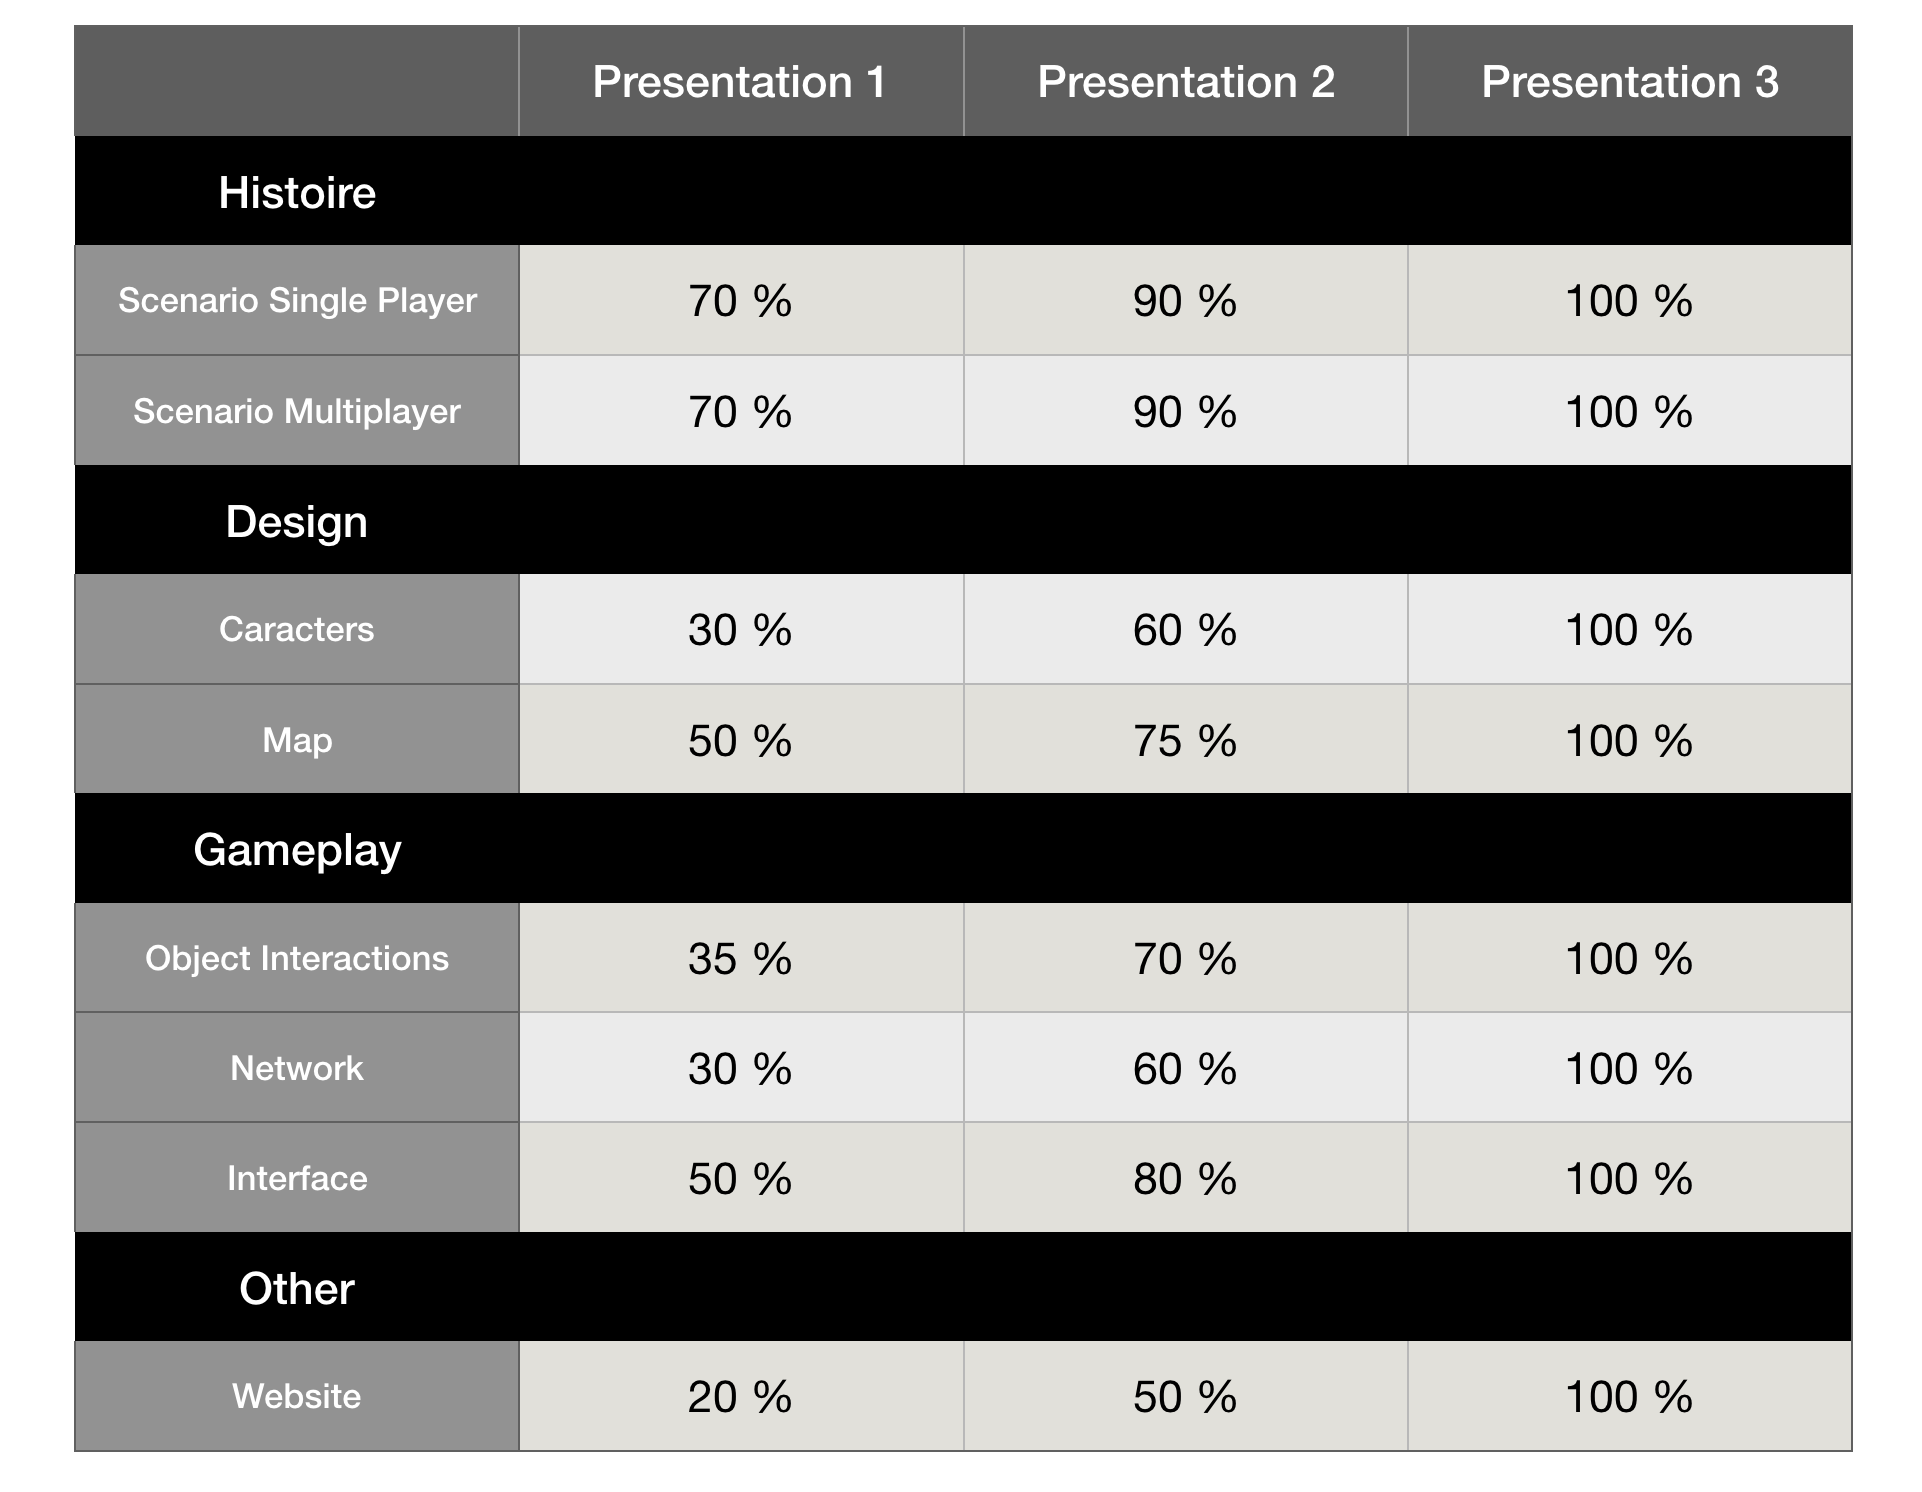 Presentation 1 Presentation 2 Presentation 3
Histoire
Scenario Single Player 70 % 90 % 100 %
Scenario Multiplayer 70 % 90 % 100 %
Design
Caracters 30 % 60 % 100 %
Map 50 % 75 % 100 %
Gameplay
Object Interactions 35 % 70 % 100 %
Network 30 % 60 % 100 %
Interface 50 % 80 % 100 %
Other
Website 20 % 50 % 100 %